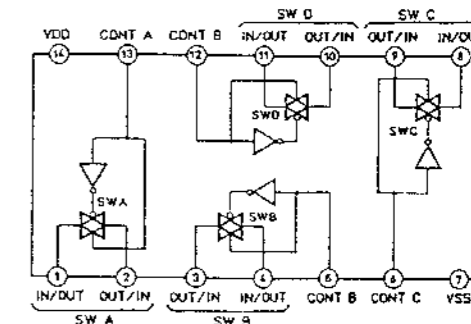 SW D SW C
VDD CONT A CONT B IN/OUT OUT/IN OUT/IN IN/OU
14 13 12 11 10 9 8
SWD SWC
SWA SWB
1 2 3 4 5 6 7
IN/OUT OUT/IN OUT/IN IN/OUT CONT B CONT C VSS
SW A SW B